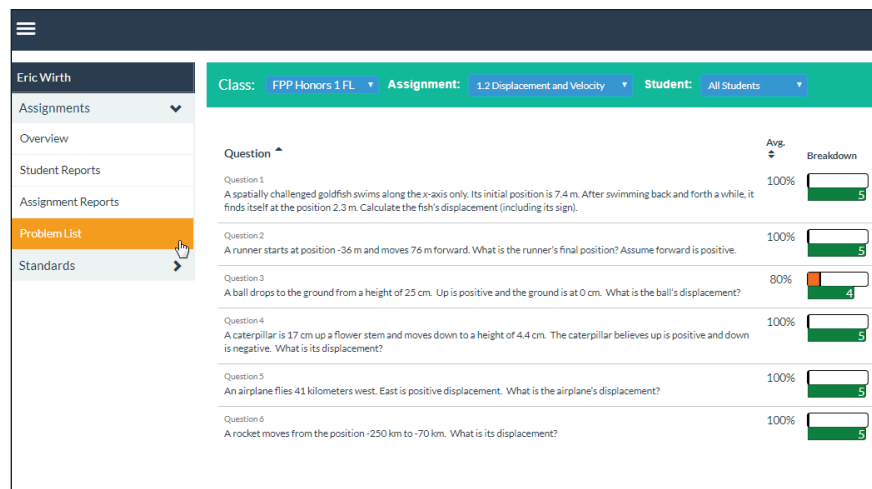 Eric Wirth
Class: FPP Honors 1 FL Assignment: 1.2 Displacement and Velocity Student: All Students
Assignments
Overview
Student Reports
Assignment Reports
Problem List
Standards
Question Avg. Breakdown
Question 1
A spatially challenged goldfish swims along the x-axis only. Its initial position is 7.4 m. After swimming back and forth a while, it
finds itself at the position 2.3 m. Calculate the fish's displacement (including its sign).
100% 5
Question 2
A runner starts at position -36 m and moves 76 m forward. What is the runner's final position? Assume forward is positive.
100% 5
Question 3
A ball drops to the ground from a height of 25 cm. Up is positive and the ground is at 0 cm. What is the ball's displacement?
80% 4
Question 4
A caterpillar is 17 cm up a flower stem and moves down to a height of 4.4 cm. The caterpillar believes up is positive and down
is negative. What is its displacement?
100% 5
Question 5
An airplane flies 41 kilometers west. East is positive displacement. What is the airplane's displacement?
100% 5
Question 6
A rocket moves from the position -250 km to -70 km. What is its displacement?
100% 5